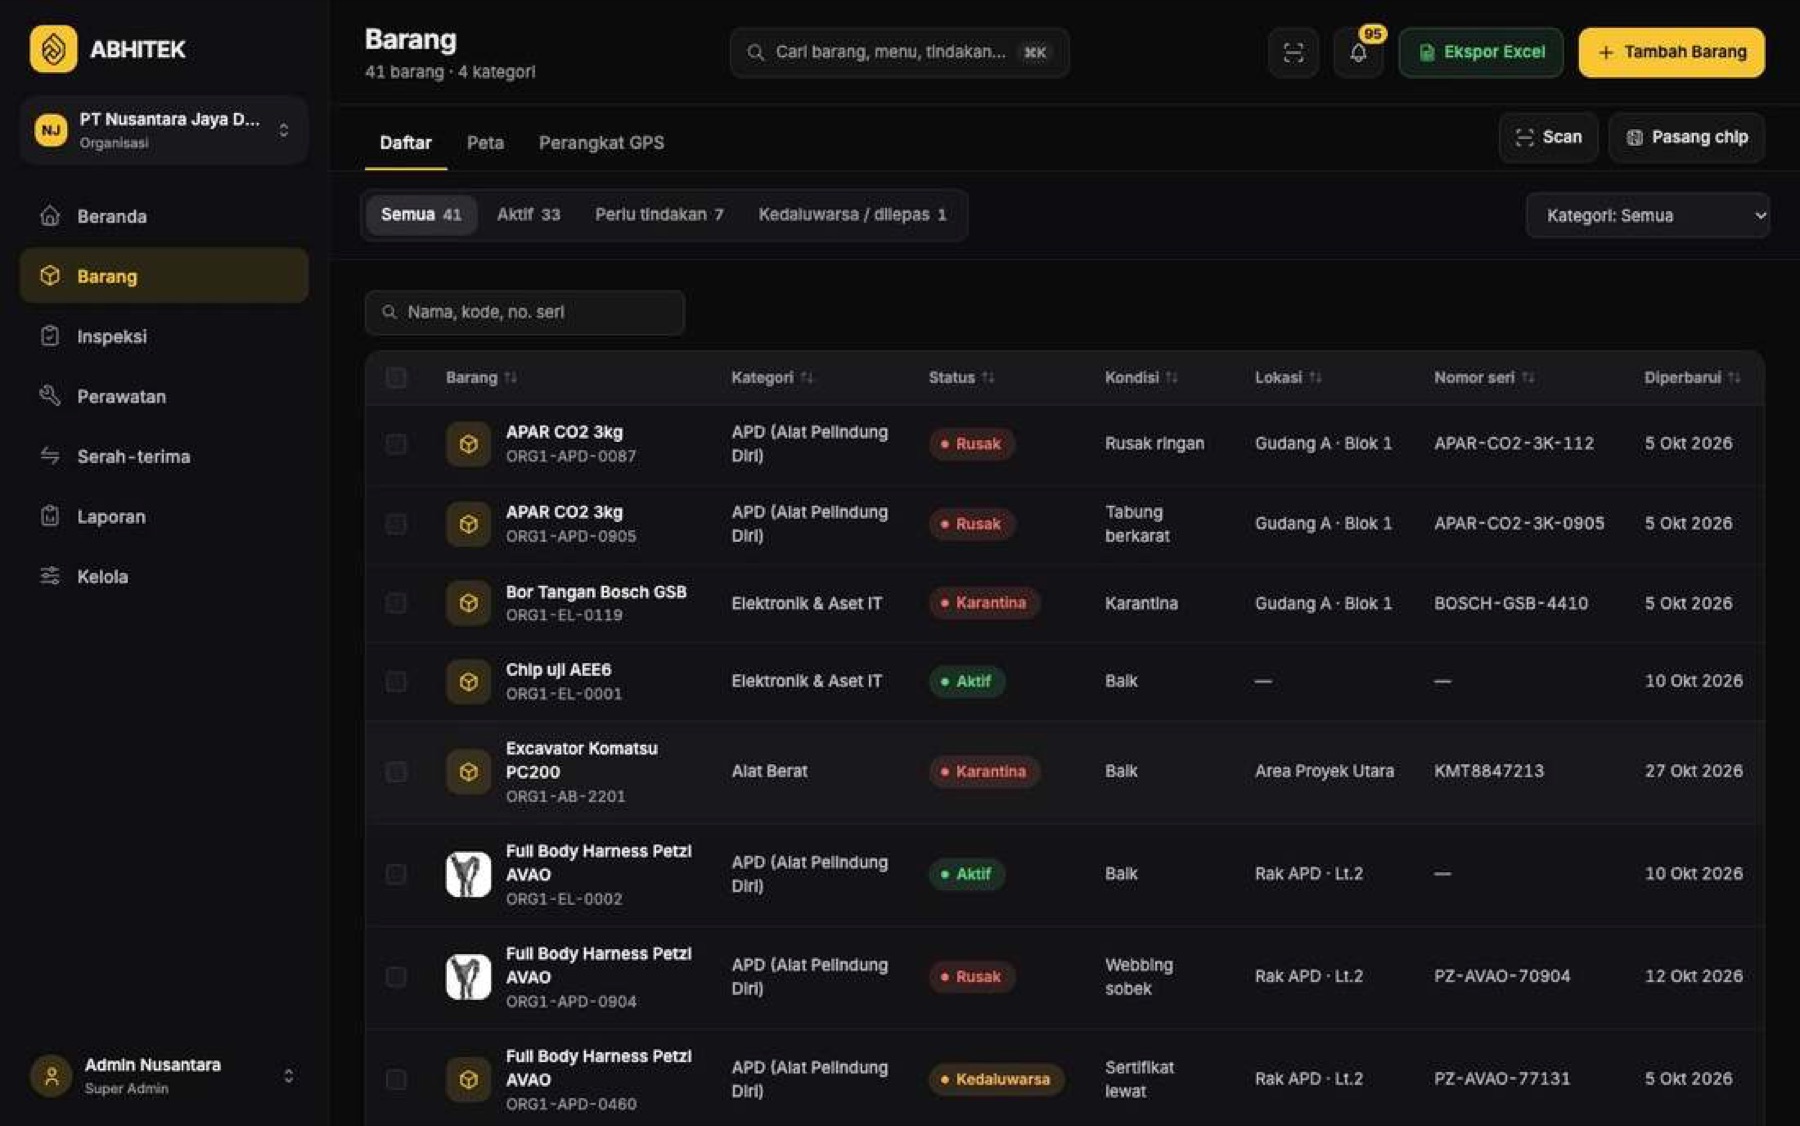 ABHITEK
NJ
PT Nusantara Jaya D...
Organisasi
Beranda
Barang
Inspeksi
Perawatan
Serah-terima
Laporan
Kelola
Admin Nusantara
Super Admin
Barang
41 barang · 4 kategori
Cari barang, menu, tindakan... ⌘K
95
Ekspor Excel
+ Tambah Barang
Daftar Peta Perangkat GPS
Scan
Pasang chip
Semua 41 Aktif 33 Perlu tindakan 7 Kedaluwarsa / dilepas 1
Kategori: Semua
Nama, kode, no. seri
Barang ↑↓ Kategori ↑↓ Status ↑↓ Kondisi ↑↓ Lokasi ↑↓ Nomor seri ↑↓ Diperbarui ↑↓
APAR CO2 3kg
ORG1-APD-0087
APD (Alat Pelindung
Diri)
Rusak
Rusak ringan
Gudang A · Blok 1
APAR-CO2-3K-112
5 Okt 2026
APAR CO2 3kg
ORG1-APD-0905
APD (Alat Pelindung
Diri)
Rusak
Tabung
berkarat
Gudang A · Blok 1
APAR-CO2-3K-0905
5 Okt 2026
Bor Tangan Bosch GSB
ORG1-EL-0119
Elektronik & Aset IT
Karantina
Karantina
Gudang A · Blok 1
BOSCH-GSB-4410
5 Okt 2026
Chip uji AEE6
ORG1-EL-0001
Elektronik & Aset IT
Aktif
Baik
—
—
10 Okt 2026
Excavator Komatsu
PC200
ORG1-AB-2201
Alat Berat
Karantina
Baik
Area Proyek Utara
KMT8847213
27 Okt 2026
Full Body Harness Petzl
AVAO
ORG1-EL-0002
APD (Alat Pelindung
Diri)
Aktif
Baik
Rak APD · Lt.2
—
10 Okt 2026
Full Body Harness Petzl
AVAO
ORG1-APD-0904
APD (Alat Pelindung
Diri)
Rusak
Webbing
sobek
Rak APD · Lt.2
PZ-AVAO-70904
12 Okt 2026
Full Body Harness Petzl
AVAO
ORG1-APD-0460
APD (Alat Pelindung
Diri)
Kedaluwarsa
Sertifikat
lewat
Rak APD · Lt.2
PZ-AVAO-77131
5 Okt 2026